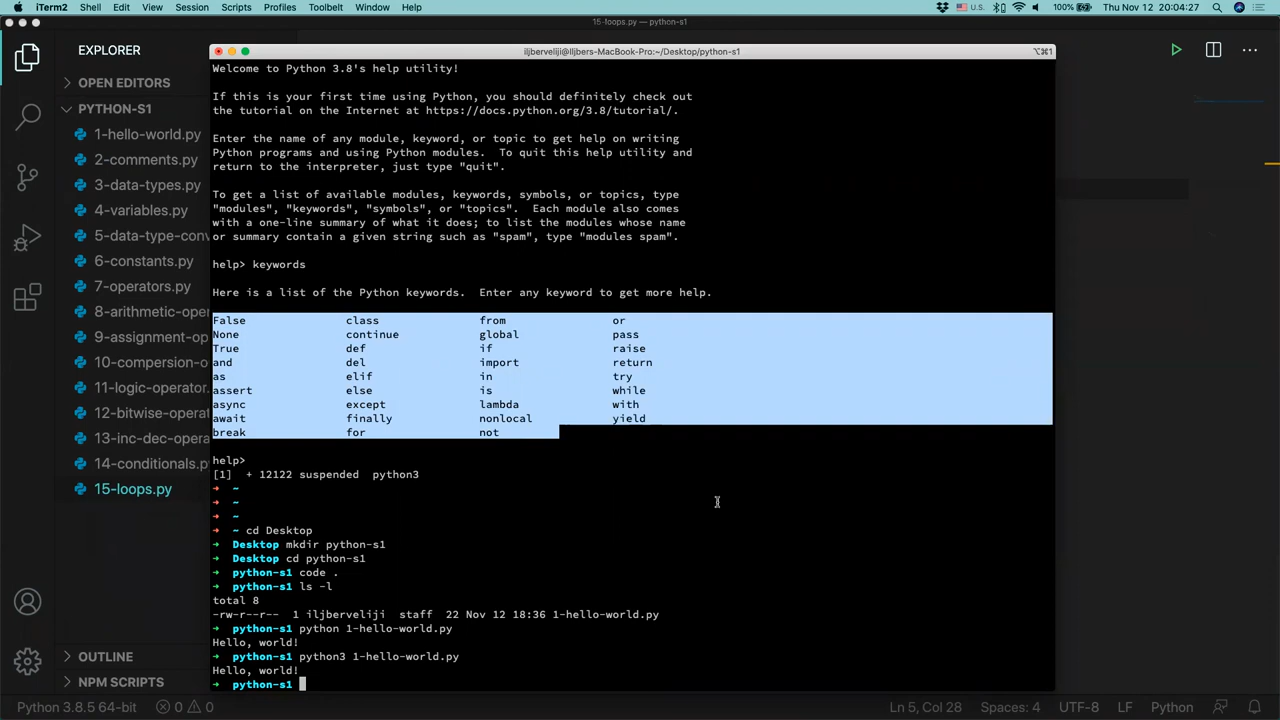 iTerm2 Shell Edit View Session Scripts Profiles Toolbelt Window Help U.S. 100% Thu Nov 12 20:04:27
15-loops.py — python-s1
EXPLORER
OPEN EDITORS
PYTHON-S1
1-hello-world.py
2-comments.py
3-data-types.py
4-variables.py
5-data-type-conv
6-constants.py
7-operators.py
8-arithmetic-oper
9-assignment-op
10-compersion-op
11-logic-operator.
12-bitwise-operat
13-inc-dec-operat
14-conditionals.p
15-loops.py
OUTLINE
NPM SCRIPTS
iljberveliji@Iljbers-MacBook-Pro:~/Desktop/python-s1 ⌥⌘1
Welcome to Python 3.8's help utility!
If this is your first time using Python, you should definitely check out
the tutorial on the Internet at https://docs.python.org/3.8/tutorial/.
Enter the name of any module, keyword, or topic to get help on writing
Python programs and using Python modules.  To quit this help utility and
return to the interpreter, just type "quit".
To get a list of available modules, keywords, symbols, or topics, type
"modules", "keywords", "symbols", or "topics".  Each module also comes
with a one-line summary of what it does; to list the modules whose name
or summary contain a given string such as "spam", type "modules spam".
help> keywords
Here is a list of the Python keywords.  Enter any keyword to get more help.
False class from or
None continue global pass
True def if raise
and del import return
as elif in try
assert else is while
async except lambda with
await finally nonlocal yield
break for not
help>
[1]  + 12122 suspended  python3
➜  ~
➜  ~
➜  ~
➜  ~ cd Desktop
➜  Desktop mkdir python-s1
➜  Desktop cd python-s1
➜  python-s1 code .
➜  python-s1 ls -l
total 8
-rw-r--r--  1 iljberveliji  staff  22 Nov 12 18:36 1-hello-world.py
➜  python-s1 python 1-hello-world.py
Hello, world!
➜  python-s1 python3 1-hello-world.py
Hello, world!
➜  python-s1
Python 3.8.5 64-bit 0 0 Ln 5, Col 28 Spaces: 4 UTF-8 LF Python